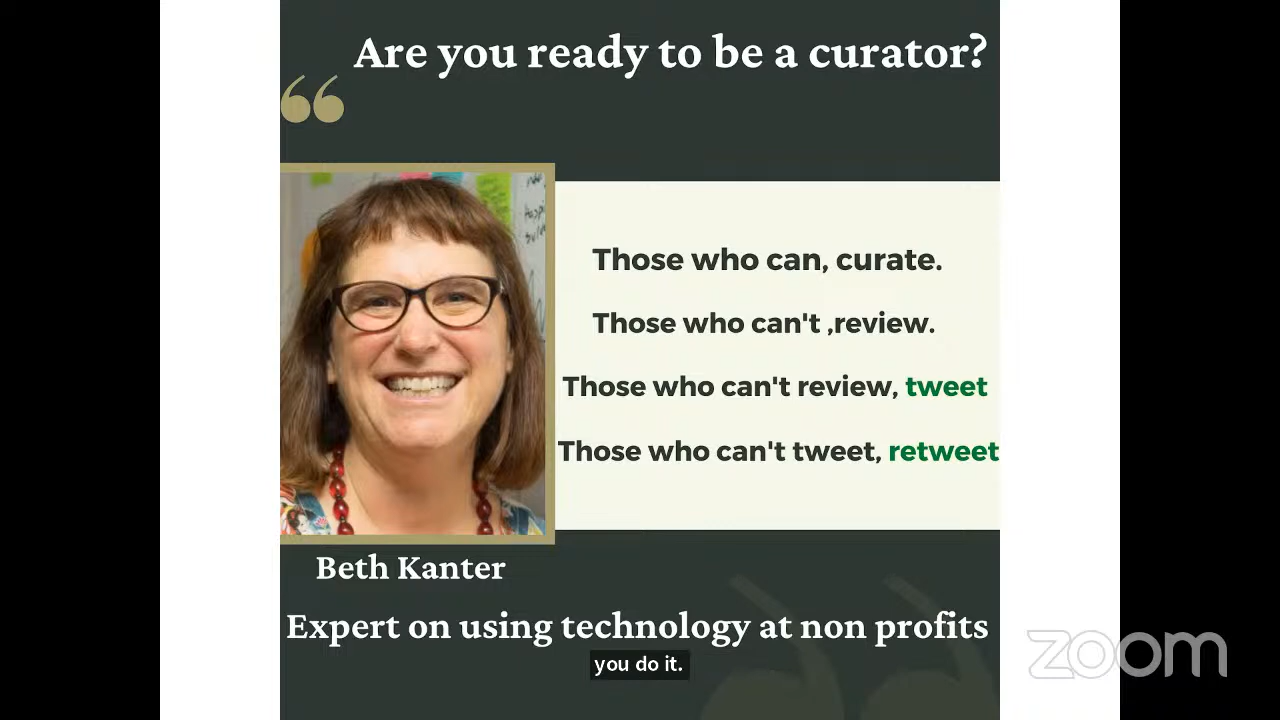 Are you ready to be a curator?
“
Those who can, curate.
Those who can't ,review.
Those who can't review, tweet
Those who can't tweet, retweet
Beth Kanter
Expert on using technology at non profits
you do it.
zoom